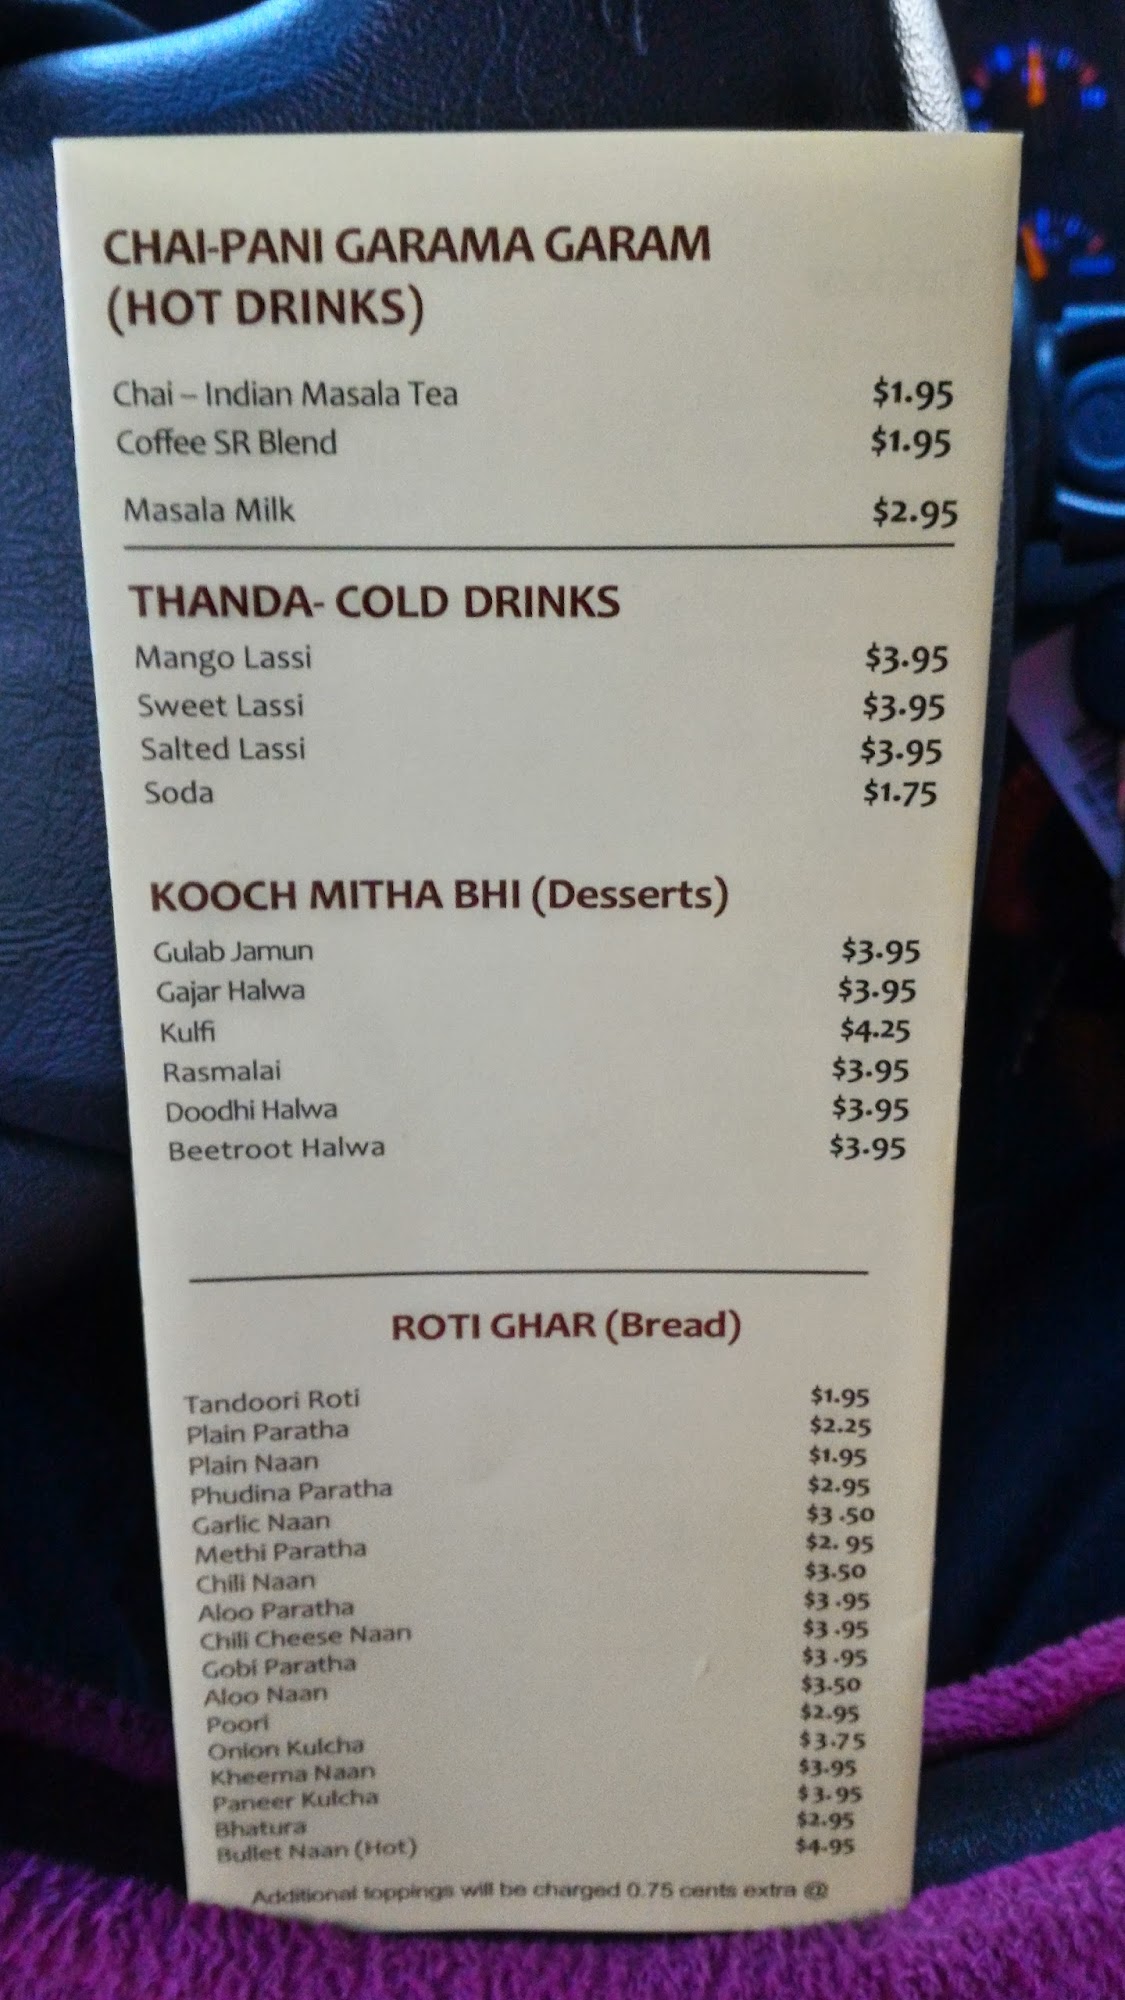 CHAI-PANI GARAMA GARAM
(HOT DRINKS)
Chai – Indian Masala Tea $1.95
Coffee SR Blend $1.95
Masala Milk $2.95
THANDA- COLD DRINKS
Mango Lassi $3.95
Sweet Lassi $3.95
Salted Lassi $3.95
Soda $1.75
KOOCH MITHA BHI (Desserts)
Gulab Jamun $3.95
Gajar Halwa $3.95
Kulfi $4.25
Rasmalai $3.95
Doodhi Halwa $3.95
Beetroot Halwa $3.95
ROTI GHAR (Bread)
Tandoori Roti $1.95
Plain Paratha $2.25
Plain Naan $1.95
Phudina Paratha $2.95
Garlic Naan $3 .50
Methi Paratha $2. 95
Chili Naan $3.50
Aloo Paratha $3 .95
Chili Cheese Naan $3 .95
Gobi Paratha $3 .95
Aloo Naan $3.50
Poori $2.95
Onion Kulcha $3.75
Kheema Naan $3.95
Paneer Kulcha $3.95
Bhatura $2.95
Bullet Naan (Hot) $4.95
Additional toppings will be charged 0.75 cents extra @